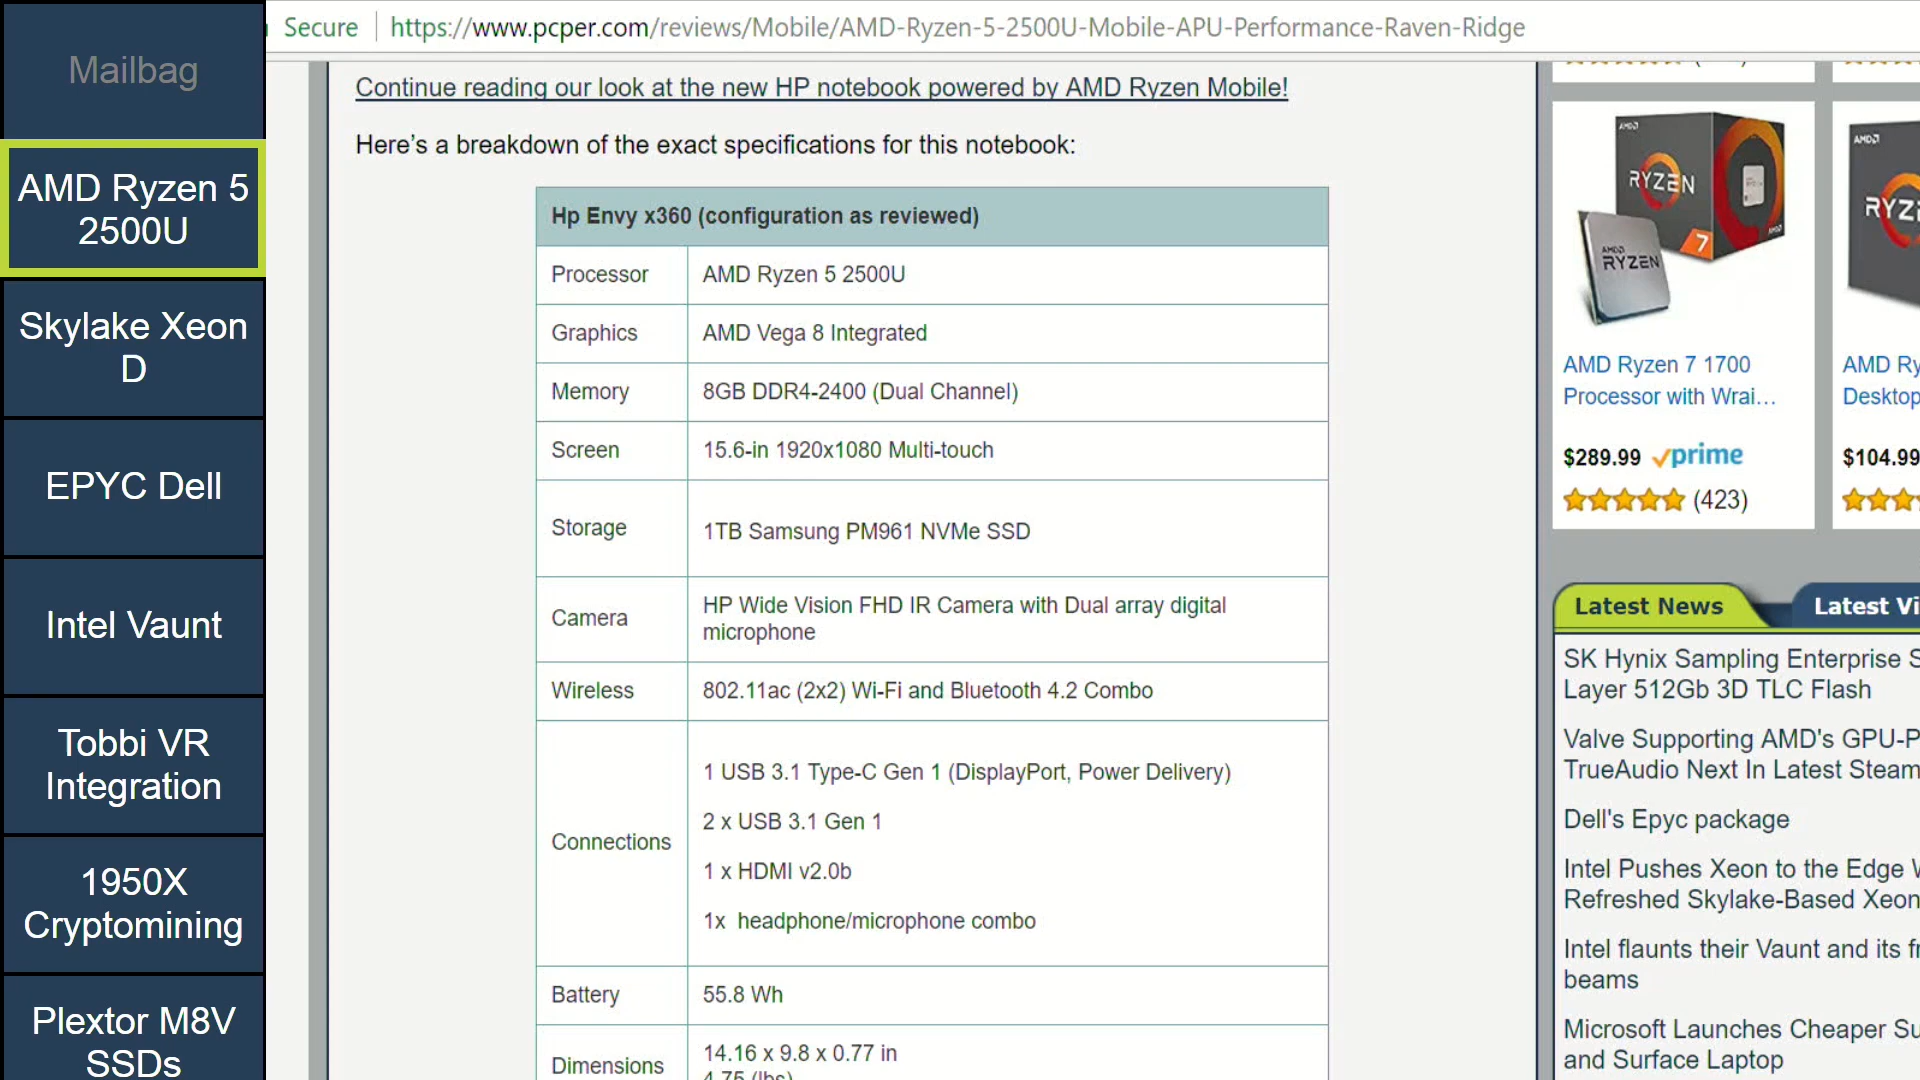 Mailbag
AMD Ryzen 5
2500U
Skylake Xeon
D
EPYC Dell
Intel Vaunt
Tobbi VR
Integration
1950X
Cryptomining
Plextor M8V
SSDs
Secure
https://www.pcper.com/reviews/Mobile/AMD-Ryzen-5-2500U-Mobile-APU-Performance-Raven-Ridge
Continue reading our look at the new HP notebook powered by AMD Ryzen Mobile!
Here’s a breakdown of the exact specifications for this notebook:
Hp Envy x360 (configuration as reviewed)
Processor AMD Ryzen 5 2500U
Graphics AMD Vega 8 Integrated
Memory 8GB DDR4-2400 (Dual Channel)
Screen 15.6-in 1920x1080 Multi-touch
Storage 1TB Samsung PM961 NVMe SSD
Camera HP Wide Vision FHD IR Camera with Dual array digital
microphone
Wireless 802.11ac (2x2) Wi-Fi and Bluetooth 4.2 Combo
Connections
1 USB 3.1 Type-C Gen 1 (DisplayPort, Power Delivery)
2 x USB 3.1 Gen 1
1 x HDMI v2.0b
1x headphone/microphone combo
Battery 55.8 Wh
Dimensions 14.16 x 9.8 x 0.77 in
4.75 (lbs)
AMD
RYZEN
7
AMD
AMD
RYZEN
AMD
RYZ
AMD Ryzen 7 1700
Processor with Wrai…
$289.99 prime
(423)
AMD Ry
Desktop
$104.99
Latest News
Latest Vi
SK Hynix Sampling Enterprise S
Layer 512Gb 3D TLC Flash
Valve Supporting AMD's GPU-P
TrueAudio Next In Latest Steam
Dell's Epyc package
Intel Pushes Xeon to the Edge W
Refreshed Skylake-Based Xeon
Intel flaunts their Vaunt and its fr
beams
Microsoft Launches Cheaper Su
and Surface Laptop